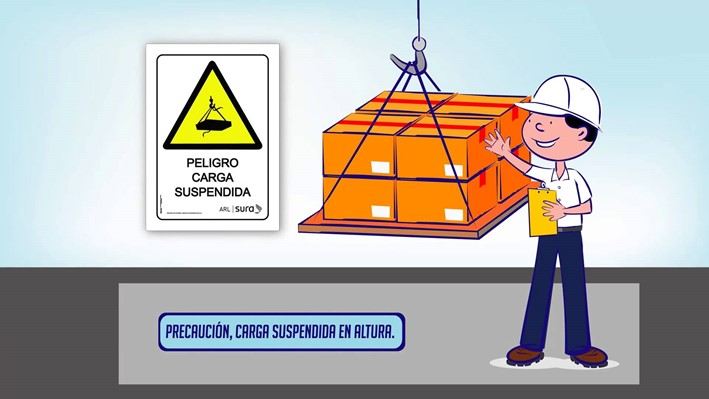 PELIGRO
CARGA
SUSPENDIDA
ARL | sura
PRECAUCIÓN, CARGA SUSPENDIDA EN ALTURA.